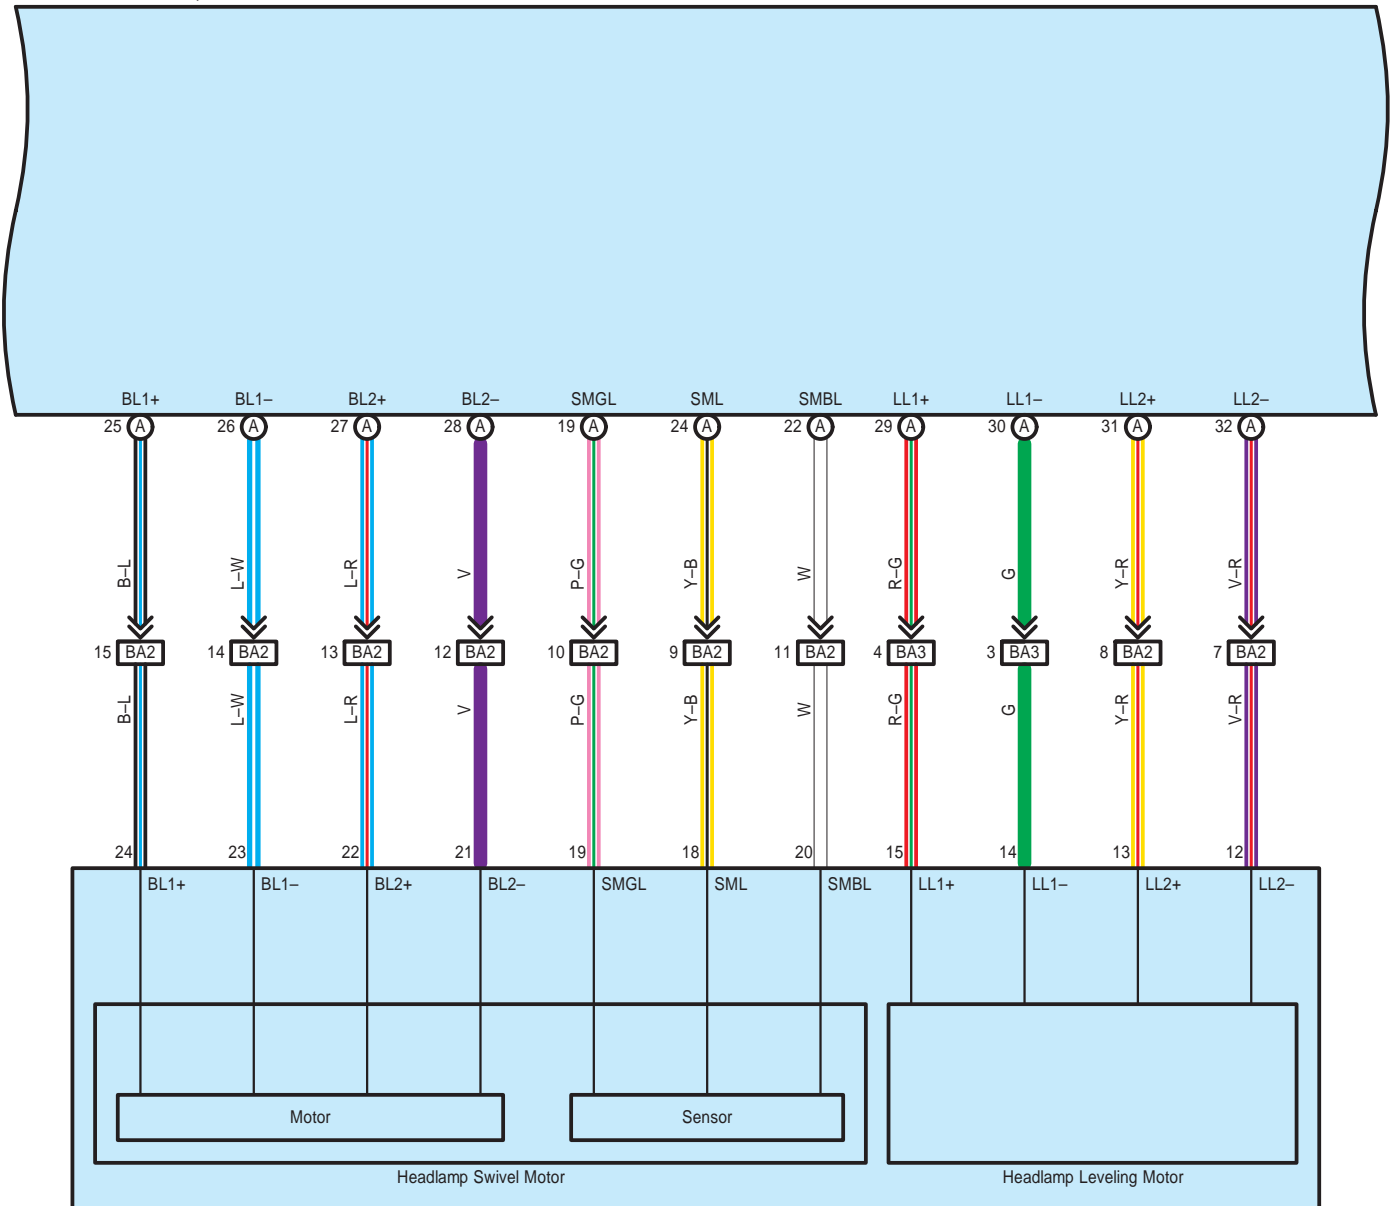 BL1+ BL1– BL2+ BL2– SMGL SML SMBL LL1+ LL1– LL2+ LL2–
25 A 26 A 27 A 28 A 19 A 24 A 22 A 29 A 30 A 31 A 32 A
B–L L–W L–R V P–G Y–B W R–G G Y–R V–R
15 BA2 14 BA2 13 BA2 12 BA2 10 BA2 9 BA2 11 BA2 4 BA3 3 BA3 8 BA2 7 BA2
B–L L–W L–R V P–G Y–B W R–G G Y–R V–R
24 23 22 21 19 18 20 15 14 13 12
BL1+ BL1– BL2+ BL2– SMGL SML SMBL LL1+ LL1– LL2+ LL2–
Motor Sensor
Headlamp Swivel Motor Headlamp Leveling Motor